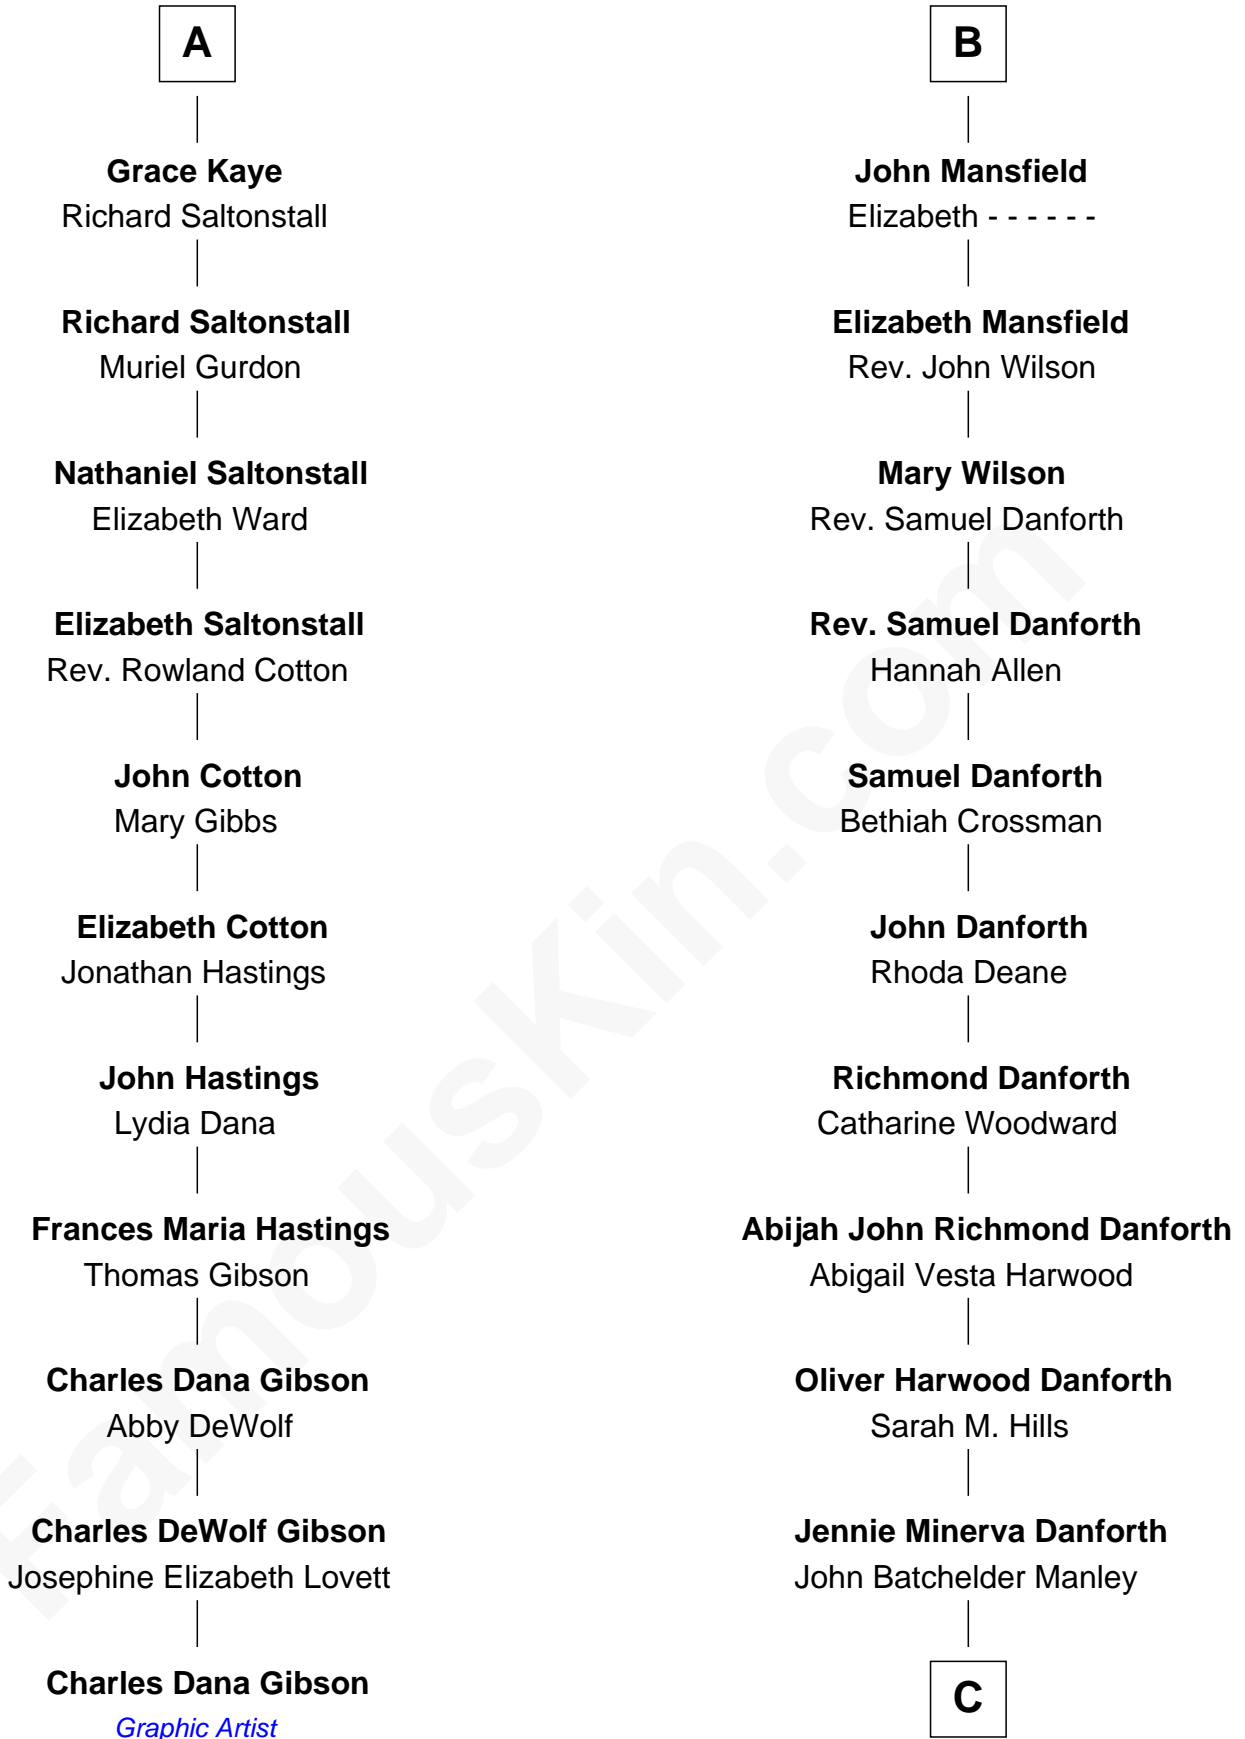 A
Grace Kaye
Richard Saltonstall
Richard Saltonstall
Muriel Gurdon
Nathaniel Saltonstall
Elizabeth Ward
Elizabeth Saltonstall
Rev. Rowland Cotton
John Cotton
Mary Gibbs
Elizabeth Cotton
Jonathan Hastings
John Hastings
Lydia Dana
Frances Maria Hastings
Thomas Gibson
Charles Dana Gibson
Abby DeWolf
Charles DeWolf Gibson
Josephine Elizabeth Lovett
Charles Dana Gibson
Graphic Artist
B
John Mansfield
Elizabeth - - - - - -
Elizabeth Mansfield
Rev. John Wilson
Mary Wilson
Rev. Samuel Danforth
Rev. Samuel Danforth
Hannah Allen
Samuel Danforth
Bethiah Crossman
John Danforth
Rhoda Deane
Richmond Danforth
Catharine Woodward
Abijah John Richmond Danforth
Abigail Vesta Harwood
Oliver Harwood Danforth
Sarah M. Hills
Jennie Minerva Danforth
John Batchelder Manley
C
FamousKin.com